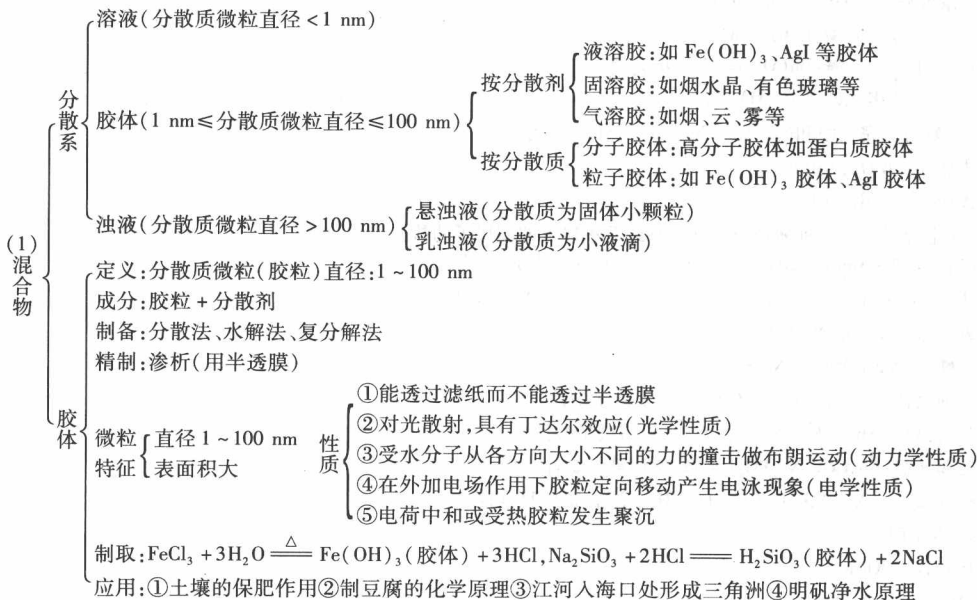 溶液(分散质微粒直径<1 nm)
液溶胶:如 Fe(OH)₃、AgI 等胶体
按分散剂
固溶胶:如烟水晶、有色玻璃等
分散系
胶体(1 nm≤分散质微粒直径≤100 nm)
气溶胶:如烟、云、雾等
按分散质
分子胶体:高分子胶体如蛋白质胶体
粒子胶体:如 Fe(OH)₃ 胶体、AgI 胶体
浊液(分散质微粒直径>100 nm)
悬浊液(分散质为固体小颗粒)
乳浊液(分散质为小液滴)
(1)混合物
定义:分散质微粒(胶粒)直径:1~100 nm
成分:胶粒+分散剂
制备:分散法、水解法、复分解法
精制:渗析(用半透膜)
胶体
微粒特征
直径 1~100 nm
表面积大
性质
①能透过滤纸而不能透过半透膜
②对光散射,具有丁达尔效应(光学性质)
③受水分子从各方向大小不同的力的撞击做布朗运动(动力学性质)
④在外加电场作用下胶粒定向移动产生电泳现象(电学性质)
⑤电荷中和或受热胶粒发生聚沉
制取:FeCl₃+3H₂O ══△══ Fe(OH)₃(胶体)+3HCl,Na₂SiO₃+2HCl ══ H₂SiO₃(胶体)+2NaCl
应用:①土壤的保肥作用②制豆腐的化学原理③江河入海口处形成三角洲④明矾净水原理